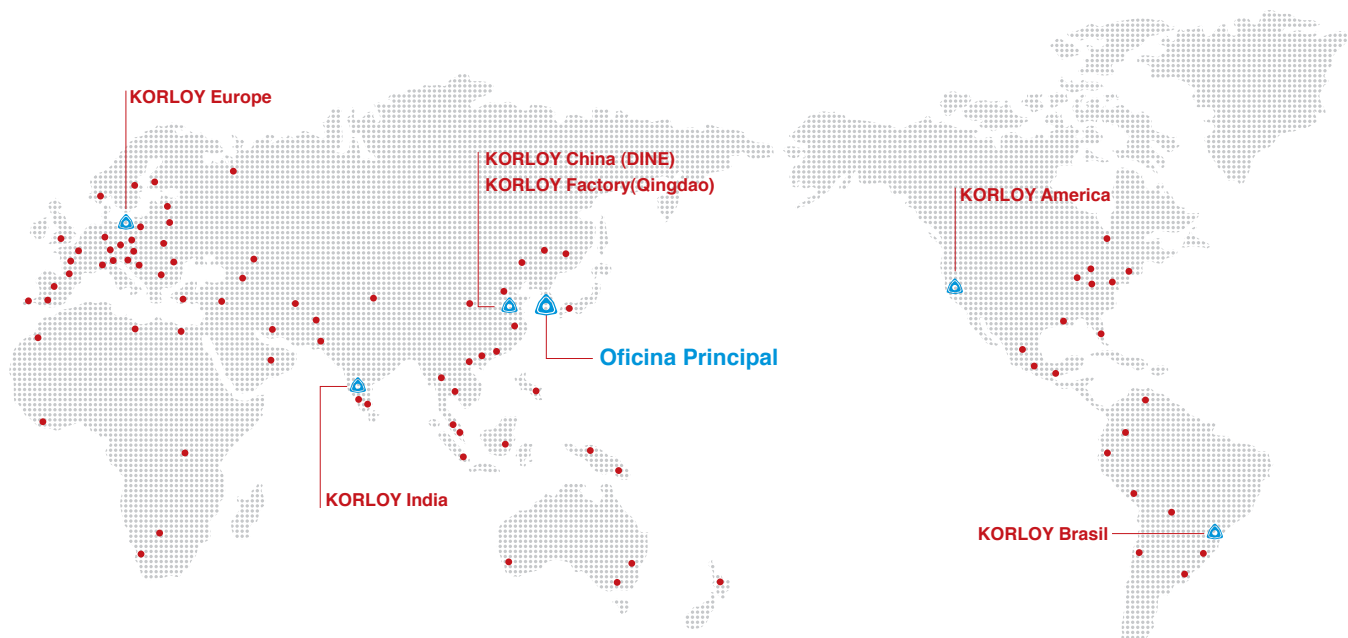 KORLOY Europe
KORLOY China (DINE)
KORLOY Factory(Qingdao)
KORLOY America
Oficina Principal
KORLOY India
KORLOY Brasil